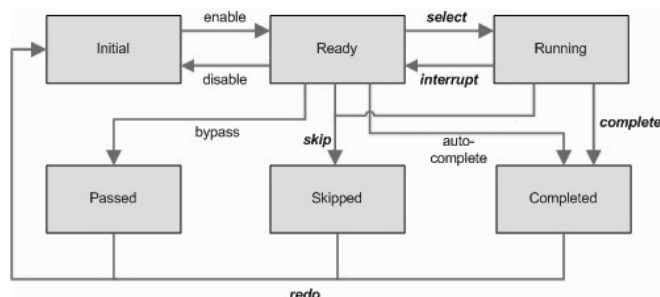 enable
select
Initial
Ready
Running
disable
interrupt
bypass
skip
auto-
complete
complete
Passed
Skipped
Completed
redo